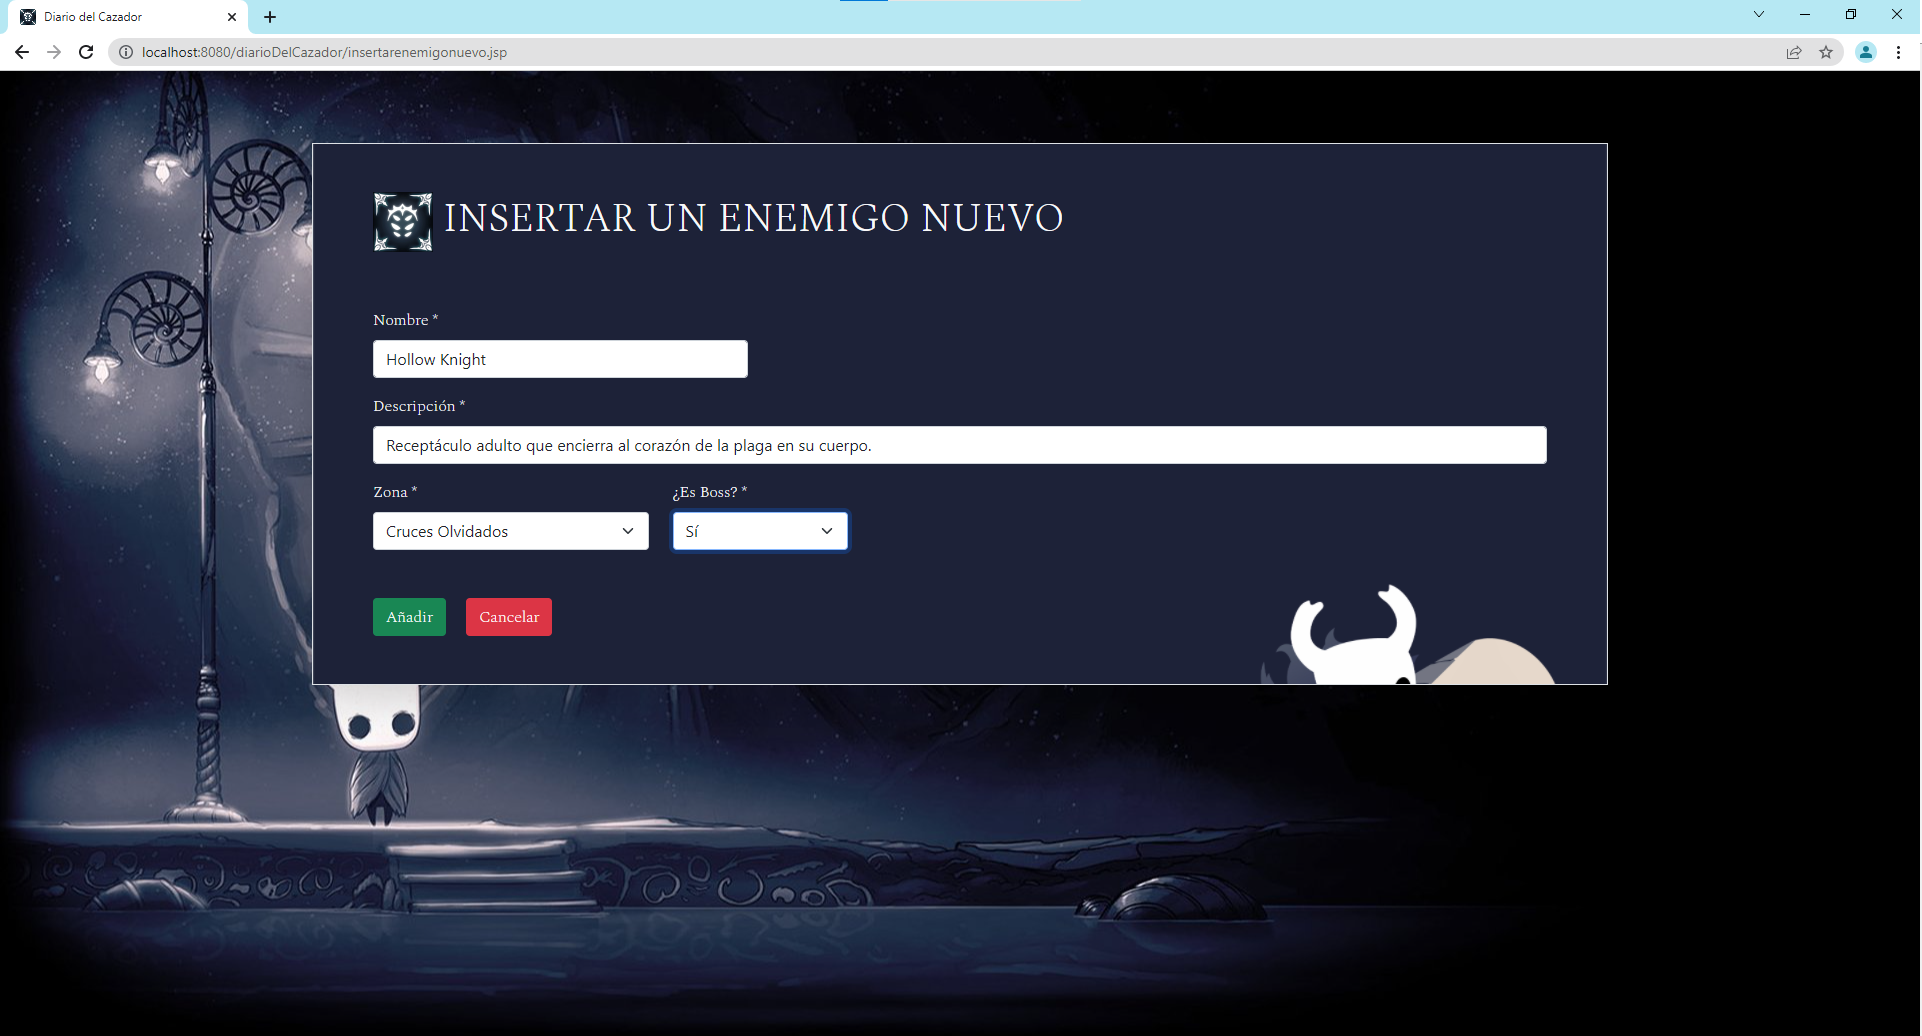 Diario del Cazador
localhost:8080/diarioDelCazador/insertarenemigonuevo.jsp
INSERTAR UN ENEMIGO NUEVO
Nombre *
Hollow Knight
Descripción *
Receptáculo adulto que encierra al corazón de la plaga en su cuerpo.
Zona * ¿Es Boss? *
Cruces Olvidados Sí
Añadir Cancelar